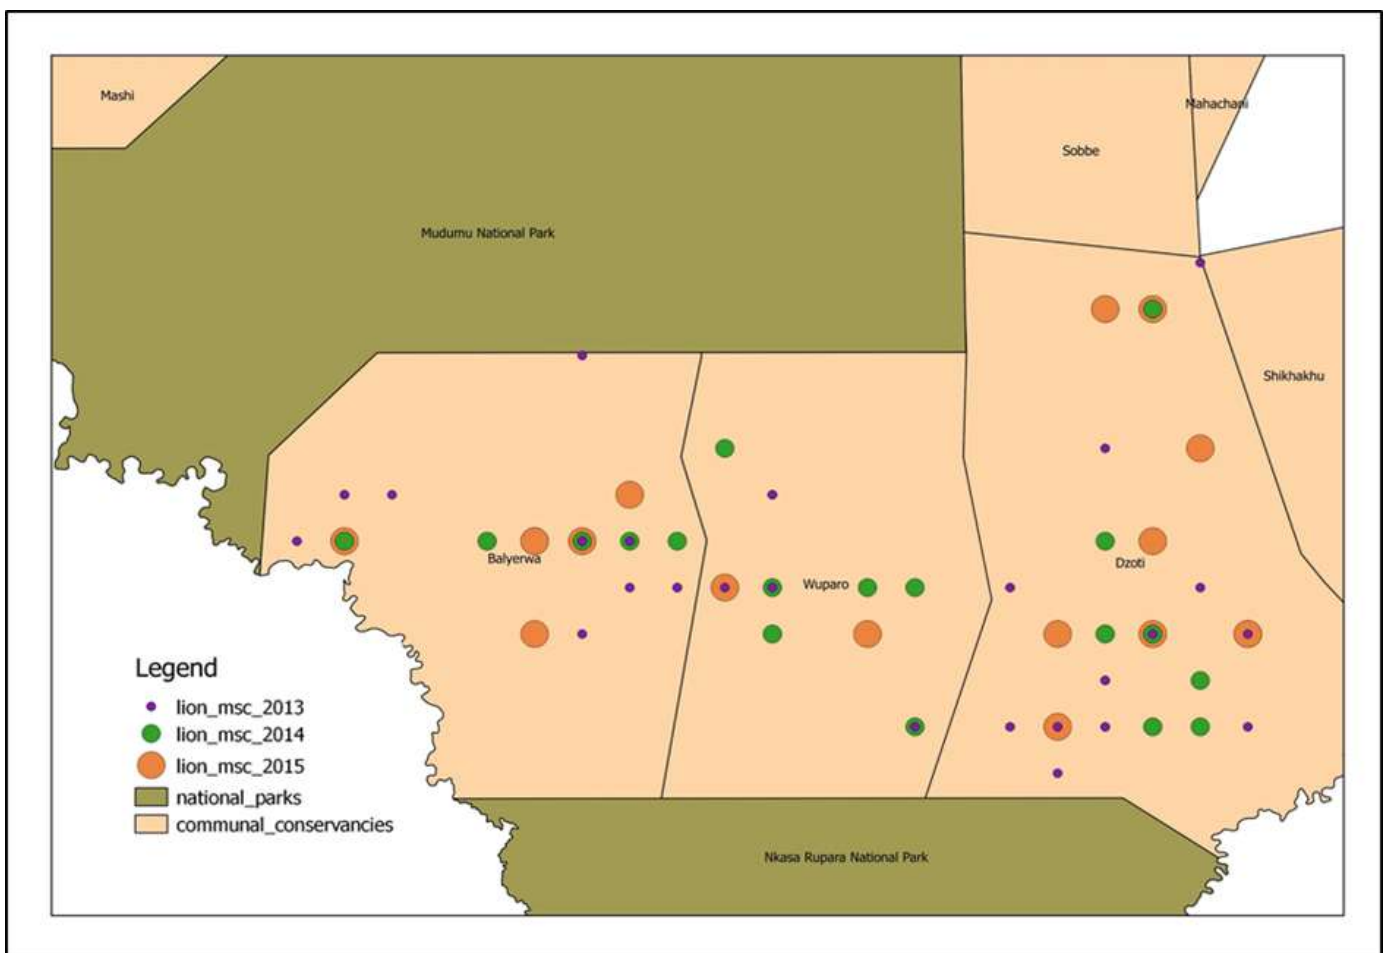 Mashi
Mahachani
Sobbe
Mudumu National Park
Shikhakhu
Balyerwa
Dzoti
Wuparo
Legend
lion_msc_2013
lion_msc_2014
lion_msc_2015
national_parks
communal_conservancies
Nkasa Rupara National Park